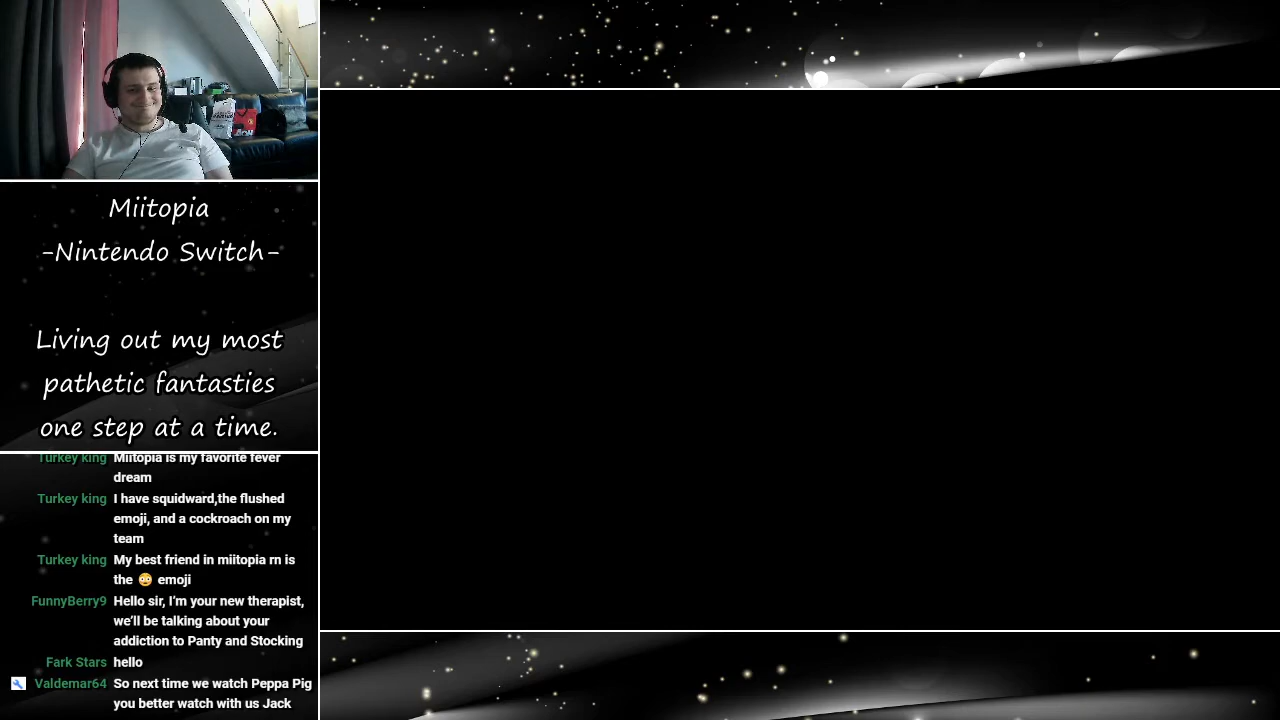 Miitopia
-Nintendo Switch-
Living out my most
pathetic fantasties
one step at a time.
Turkey king Miitopia is my favorite fever
dream
Turkey king I have squidward,the flushed
emoji, and a cockroach on my
team
Turkey king My best friend in miitopia rn is
the 😳 emoji
FunnyBerry9 Hello sir, I'm your new therapist,
we'll be talking about your
addiction to Panty and Stocking
Fark Stars hello
Valdemar64 So next time we watch Peppa Pig
you better watch with us Jack